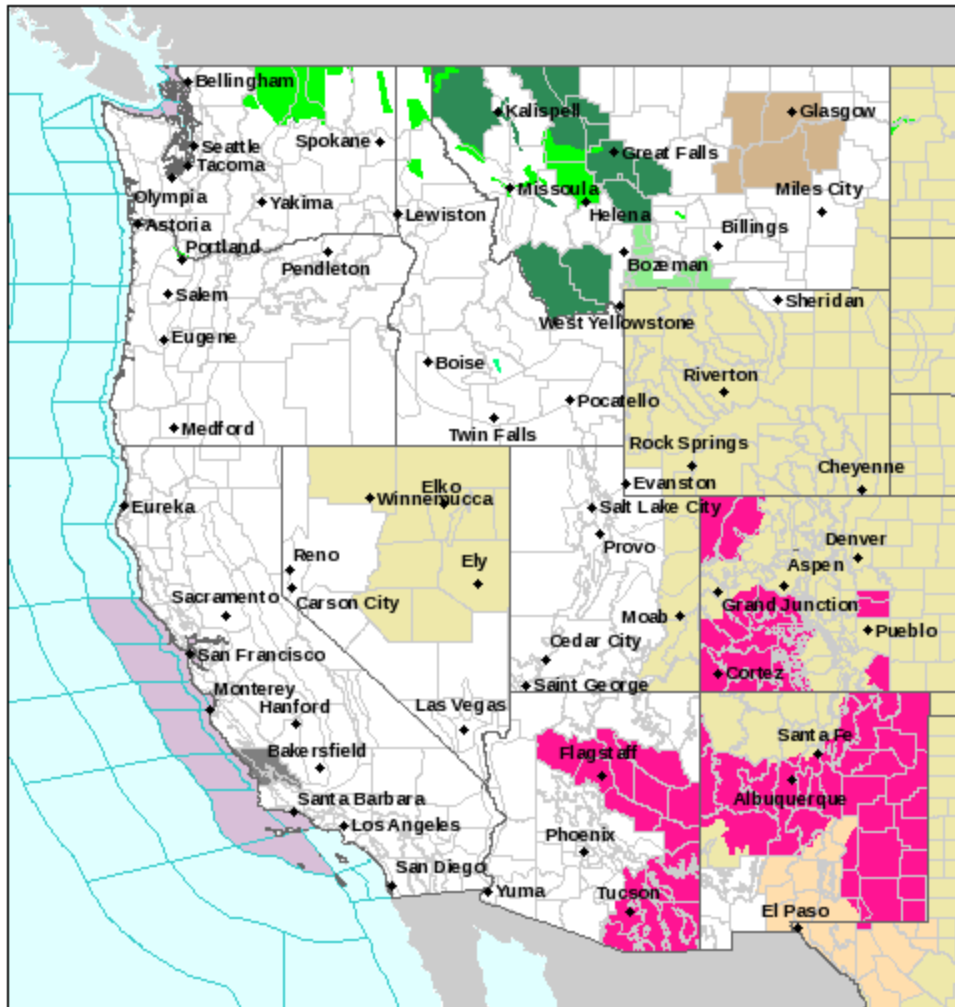 Bellingham
Kalispell
Glasgow
Seattle
Spokane
Great Falls
Tacoma
Olympia
Missoula
Miles City
Yakima
Lewiston
Helena
Astoria
Billings
Portland
Pendleton
Bozeman
Salem
Sheridan
West Yellowstone
Eugene
Boise
Riverton
Pocatello
Medford
Twin Falls
Rock Springs
Cheyenne
Elko
Evanston
Winnemucca
Eureka
Salt Lake City
Provo
Denver
Reno
Ely
Aspen
Sacramento
Carson City
Grand Junction
Moab
Pueblo
Cedar City
San Francisco
Cortez
Saint George
Monterey
Hanford
Las Vegas
Santa Fe
Bakersfield
Flagstaff
Albuquerque
Santa Barbara
Los Angeles
Phoenix
San Diego
Yuma
Tucson
El Paso